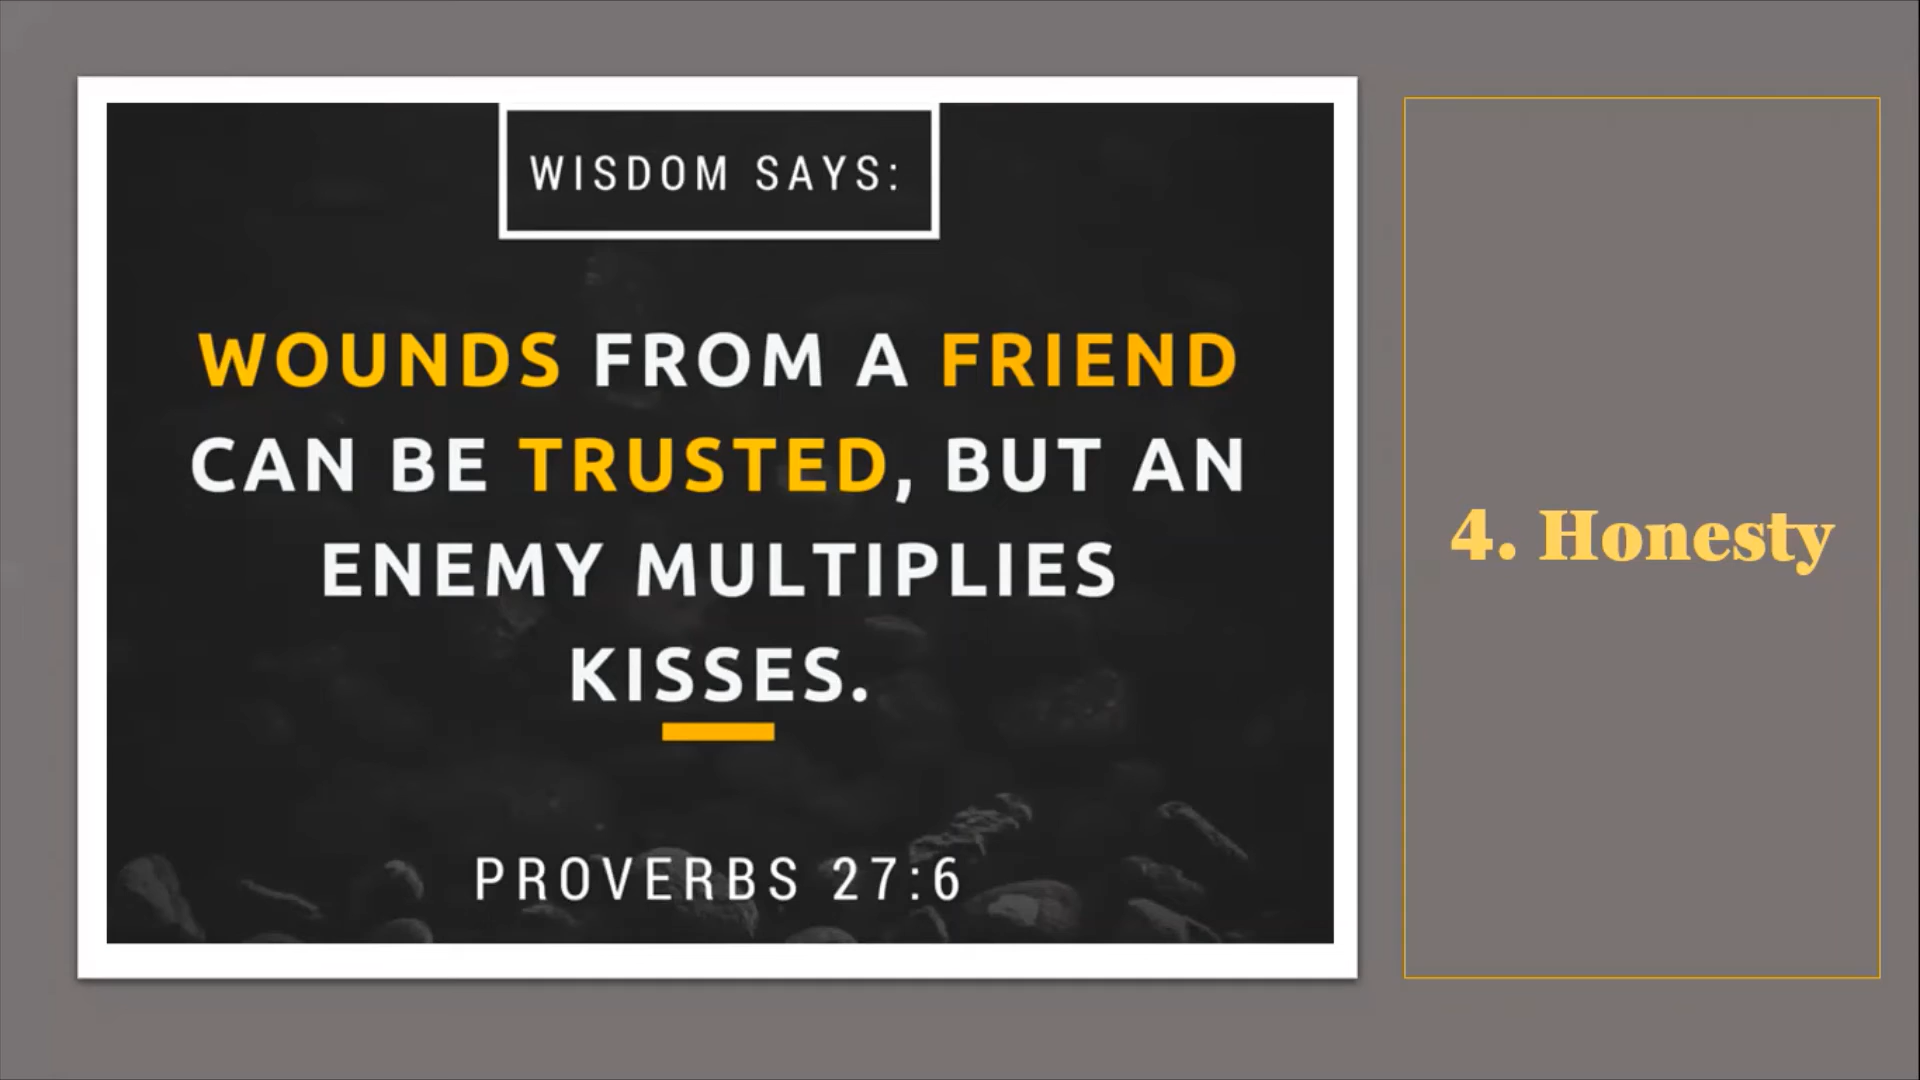 WISDOM SAYS:
WOUNDS FROM A FRIEND
CAN BE TRUSTED, BUT AN
ENEMY MULTIPLIES
KISSES.
PROVERBS 27:6
4. Honesty